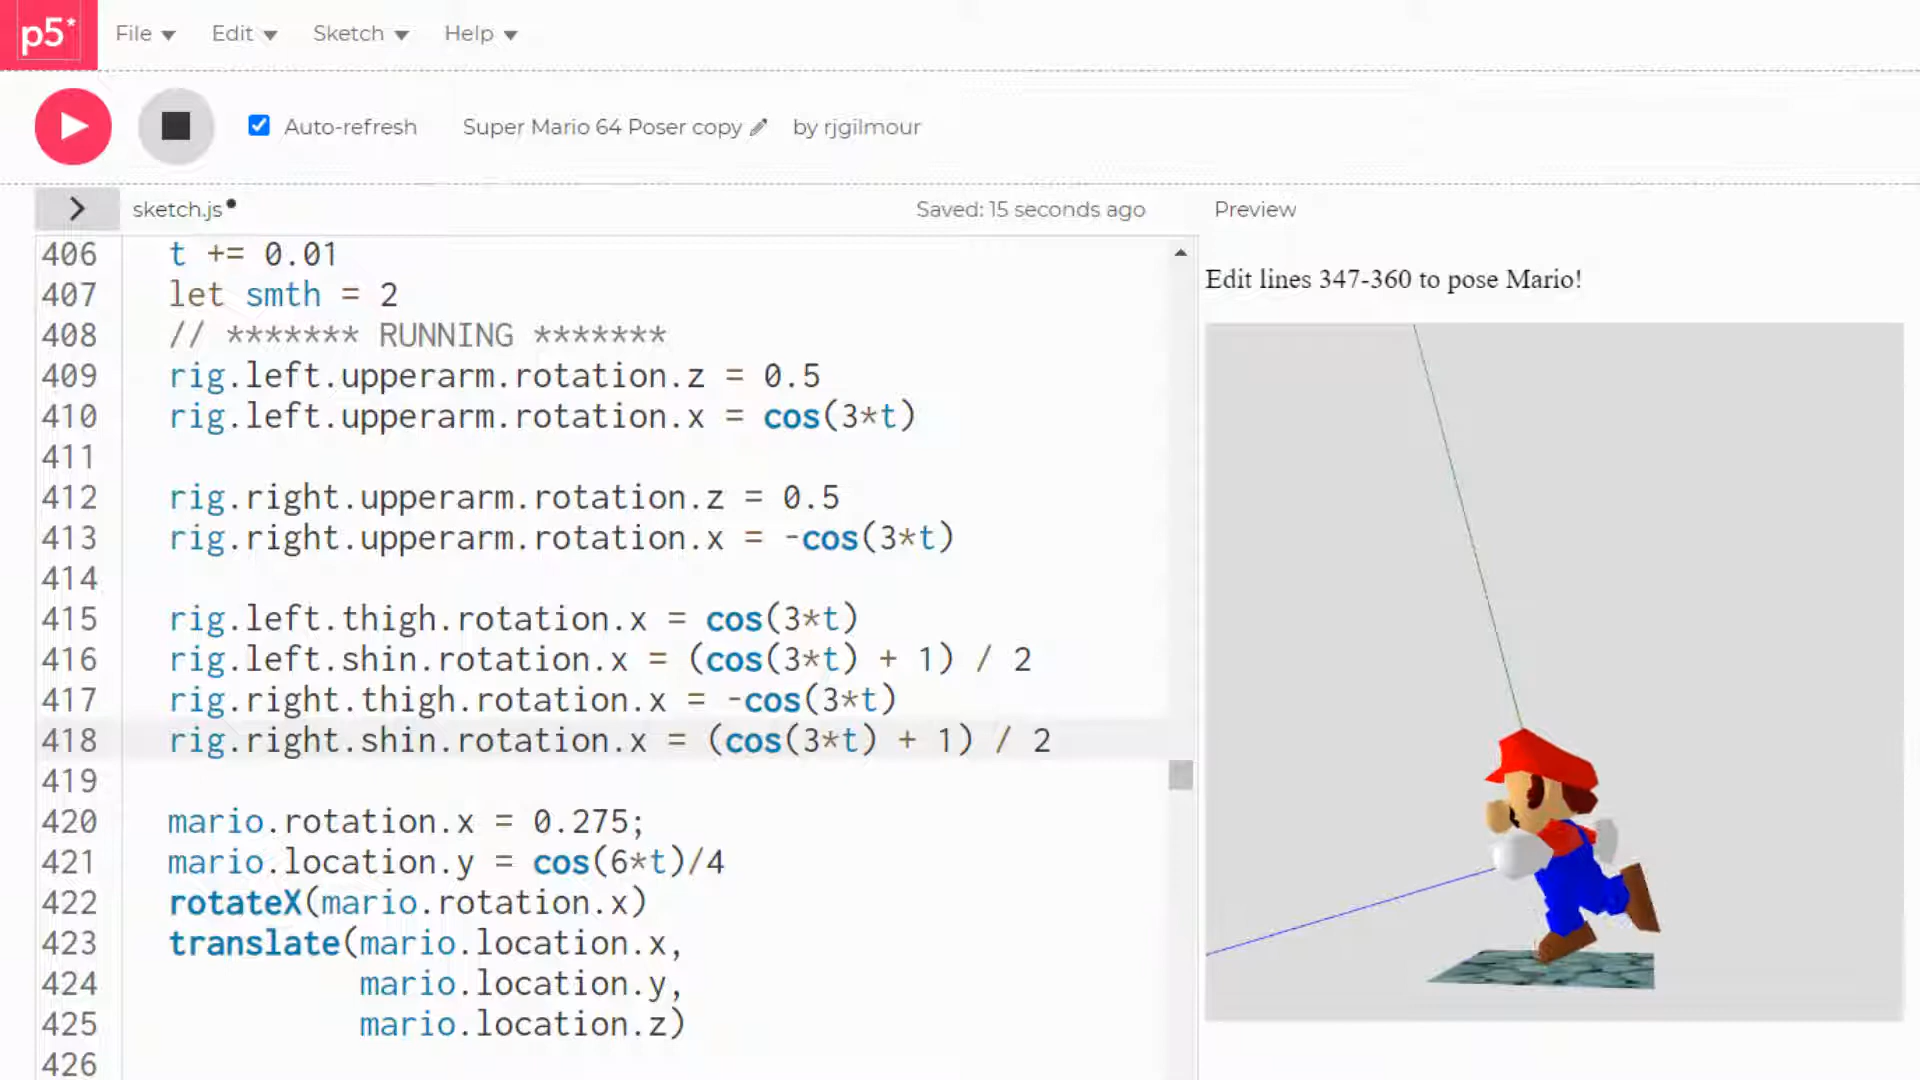 p5*
File Edit Sketch Help
Auto-refresh Super Mario 64 Poser copy by rjgilmour
sketch.js Saved: 15 seconds ago Preview
Edit lines 347-360 to pose Mario!
406 t += 0.01
407 let smth = 2
408 // ******* RUNNING *******
409 rig.left.upperarm.rotation.z = 0.5
410 rig.left.upperarm.rotation.x = cos(3*t)
411
412 rig.right.upperarm.rotation.z = 0.5
413 rig.right.upperarm.rotation.x = -cos(3*t)
414
415 rig.left.thigh.rotation.x = cos(3*t)
416 rig.left.shin.rotation.x = (cos(3*t) + 1) / 2
417 rig.right.thigh.rotation.x = -cos(3*t)
418 rig.right.shin.rotation.x = (cos(3*t) + 1) / 2
419
420 mario.rotation.x = 0.275;
421 mario.location.y = cos(6*t)/4
422 rotateX(mario.rotation.x)
423 translate(mario.location.x,
424 mario.location.y,
425 mario.location.z)
426